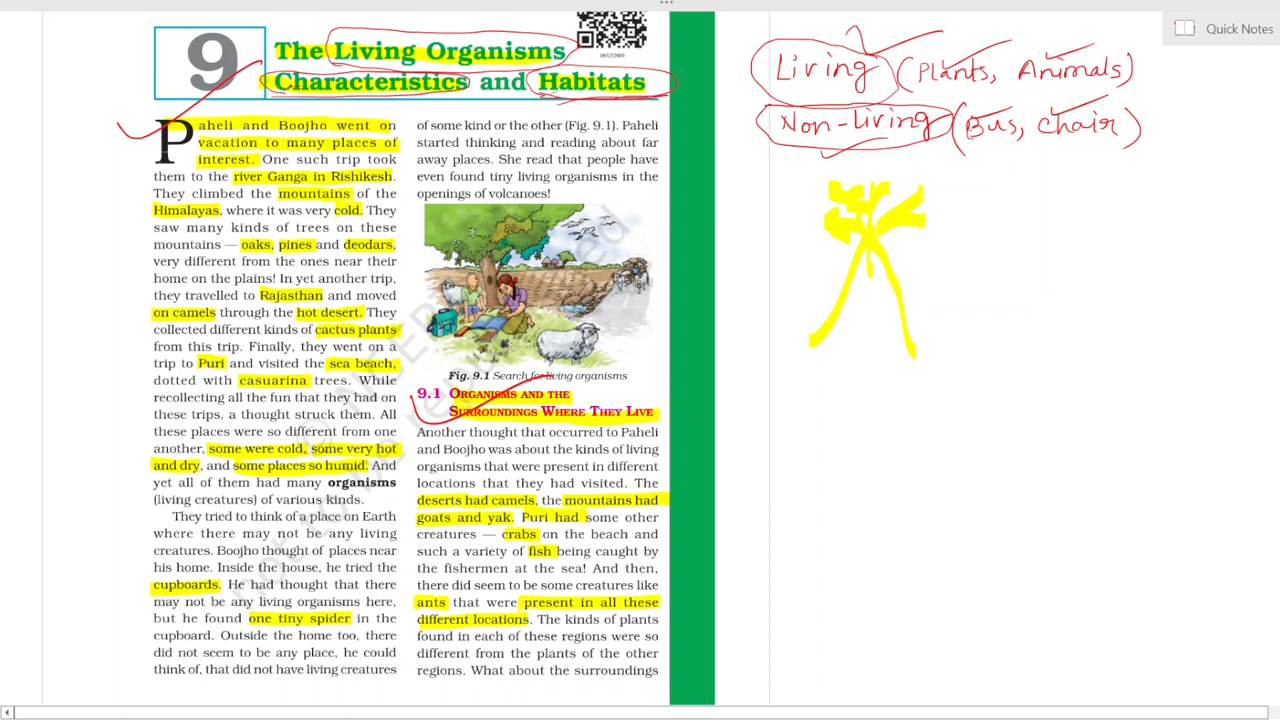 Quick Notes
9
The Living Organisms
Characteristics and Habitats
Paheli and Boojho went on
vacation to many places of
interest. One such trip took
them to the river Ganga in Rishikesh.
They climbed the mountains of the
Himalayas, where it was very cold. They
saw many kinds of trees on these
mountains — oaks, pines and deodars,
very different from the ones near their
home on the plains! In yet another trip,
they travelled to Rajasthan and moved
on camels through the hot desert. They
collected different kinds of cactus plants
from this trip. Finally, they went on a
trip to Puri and visited the sea beach,
dotted with casuarina trees. While
recollecting all the fun that they had on
these trips, a thought struck them. All
these places were so different from one
another, some were cold, some very hot
and dry, and some places so humid. And
yet all of them had many organisms
(living creatures) of various kinds.
They tried to think of a place on Earth
where there may not be any living
creatures. Boojho thought of places near
his home. Inside the house, he tried the
cupboards. He had thought that there
may not be any living organisms here,
but he found one tiny spider in the
cupboard. Outside the home too, there
did not seem to be any place, he could
think of, that did not have living creatures
of some kind or the other (Fig. 9.1). Paheli
started thinking and reading about far
away places. She read that people have
even found tiny living organisms in the
openings of volcanoes!
Fig. 9.1 Search for living organisms
9.1 ORGANISMS AND THE
SURROUNDINGS WHERE THEY LIVE
Another thought that occurred to Paheli
and Boojho was about the kinds of living
organisms that were present in different
locations that they had visited. The
deserts had camels, the mountains had
goats and yak. Puri had some other
creatures — crabs on the beach and
such a variety of fish being caught by
the fishermen at the sea! And then,
there did seem to be some creatures like
ants that were present in all these
different locations. The kinds of plants
found in each of these regions were so
different from the plants of the other
regions. What about the surroundings
Living (Plants, Animals)
Non-living (Bus, chair)